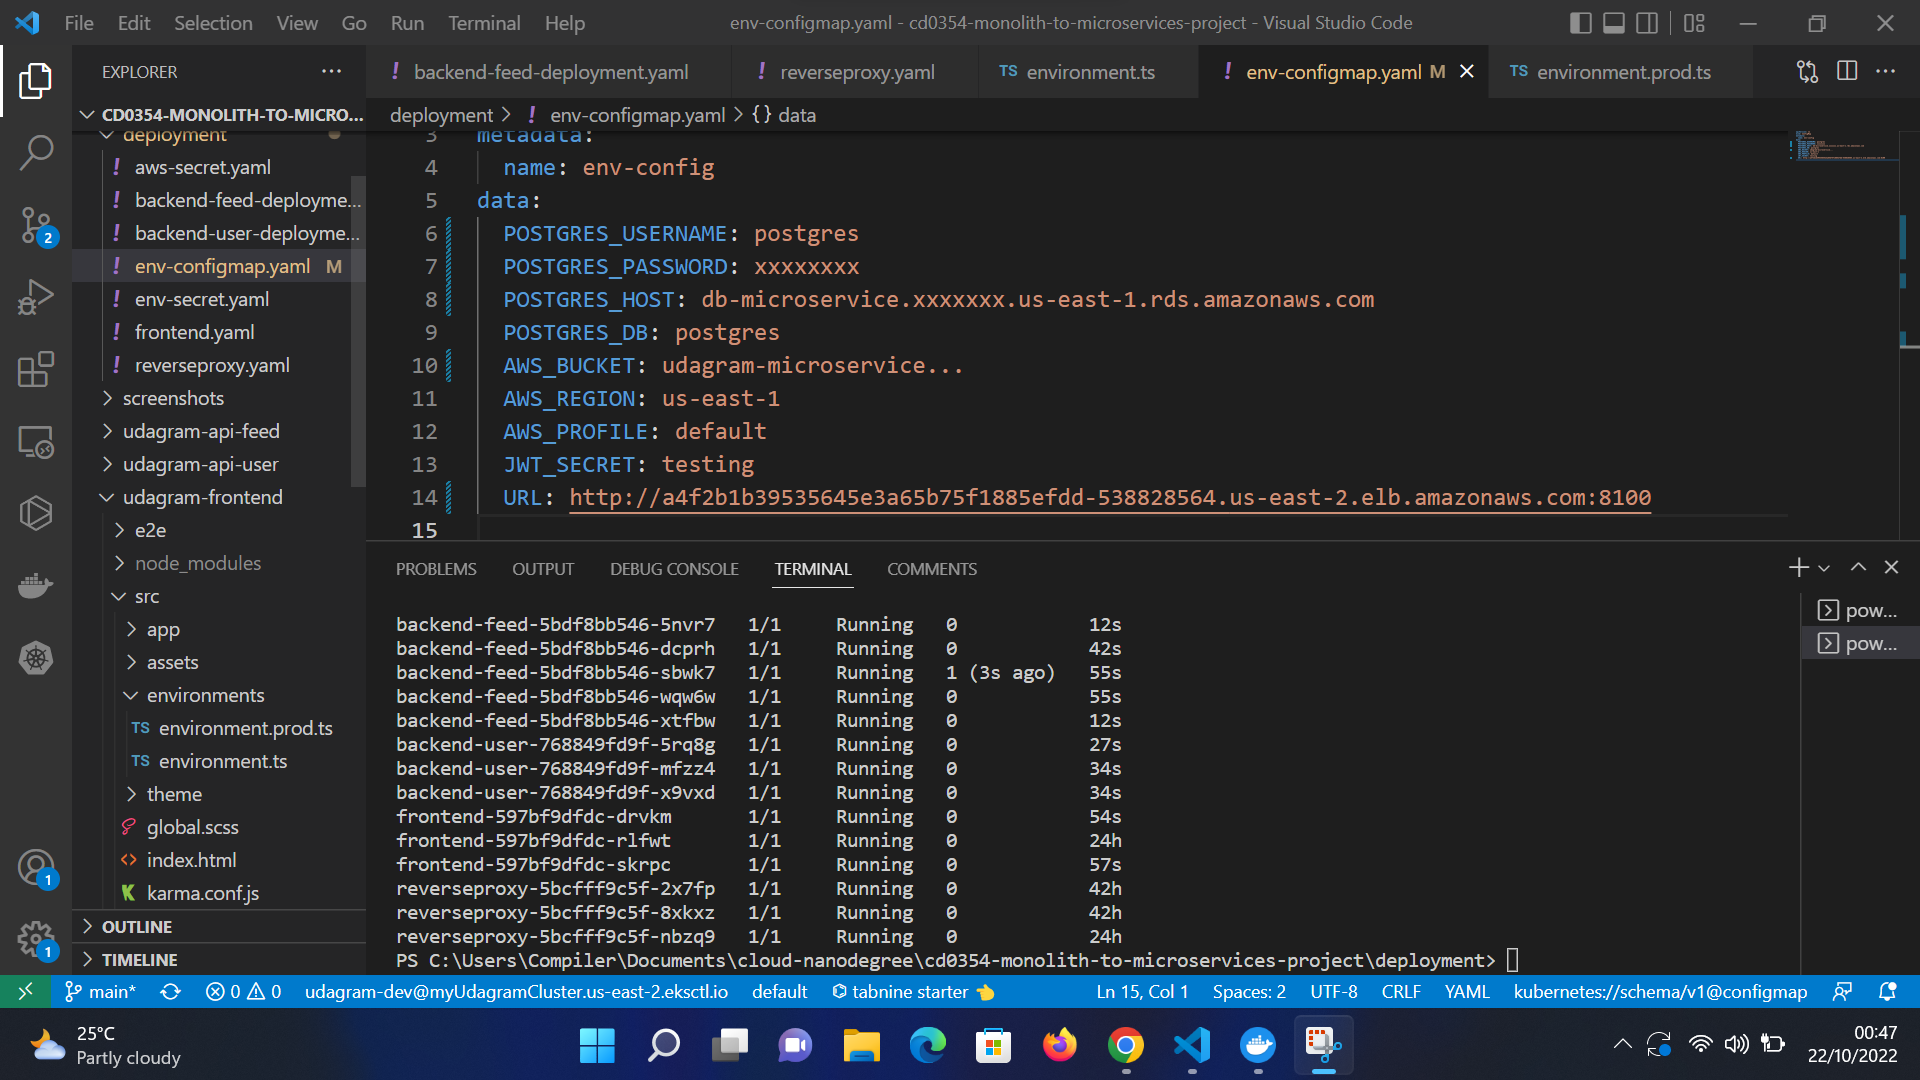 File Edit Selection View Go Run Terminal Help
env-configmap.yaml - cd0354-monolith-to-microservices-project - Visual Studio Code
EXPLORER
CD0354-MONOLITH-TO-MICRO...
deployment
aws-secret.yaml
backend-feed-deployme...
backend-user-deployme...
env-configmap.yaml M
env-secret.yaml
frontend.yaml
reverseproxy.yaml
screenshots
udagram-api-feed
udagram-api-user
udagram-frontend
e2e
node_modules
src
app
assets
environments
TS environment.prod.ts
TS environment.ts
theme
global.scss
index.html
karma.conf.js
OUTLINE
TIMELINE
2
1
1
! backend-feed-deployment.yaml ! reverseproxy.yaml TS environment.ts ! env-configmap.yaml M TS environment.prod.ts
deployment > ! env-configmap.yaml > {} data
3 metadata:
4 name: env-config
5 data:
6 POSTGRES_USERNAME: postgres
7 POSTGRES_PASSWORD: xxxxxxxx
8 POSTGRES_HOST: db-microservice.xxxxxxx.us-east-1.rds.amazonaws.com
9 POSTGRES_DB: postgres
10 AWS_BUCKET: udagram-microservice...
11 AWS_REGION: us-east-1
12 AWS_PROFILE: default
13 JWT_SECRET: testing
14 URL: http://a4f2b1b39535645e3a65b75f1885efdd-538828564.us-east-2.elb.amazonaws.com:8100
15
PROBLEMS OUTPUT DEBUG CONSOLE TERMINAL COMMENTS
pow...
pow...
backend-feed-5bdf8bb546-5nvr7 1/1 Running 0 12s
backend-feed-5bdf8bb546-dcprh 1/1 Running 0 42s
backend-feed-5bdf8bb546-sbwk7 1/1 Running 1 (3s ago) 55s
backend-feed-5bdf8bb546-wqw6w 1/1 Running 0 55s
backend-feed-5bdf8bb546-xtfbw 1/1 Running 0 12s
backend-user-768849fd9f-5rq8g 1/1 Running 0 27s
backend-user-768849fd9f-mfzz4 1/1 Running 0 34s
backend-user-768849fd9f-x9vxd 1/1 Running 0 34s
frontend-597bf9dfdc-drvkm 1/1 Running 0 54s
frontend-597bf9dfdc-rlfwt 1/1 Running 0 24h
frontend-597bf9dfdc-skrpc 1/1 Running 0 57s
reverseproxy-5bcfff9c5f-2x7fp 1/1 Running 0 42h
reverseproxy-5bcfff9c5f-8xkxz 1/1 Running 0 42h
reverseproxy-5bcfff9c5f-nbzq9 1/1 Running 0 24h
PS C:\Users\Compiler\Documents\cloud-nanodegree\cd0354-monolith-to-microservices-project\deployment>
main* 0 0 udagram-dev@myUdagramCluster.us-east-2.eksctl.io default tabnine starter Ln 15, Col 1 Spaces: 2 UTF-8 CRLF YAML kubernetes://schema/v1@configmap
25°C
Partly cloudy
00:47
22/10/2022